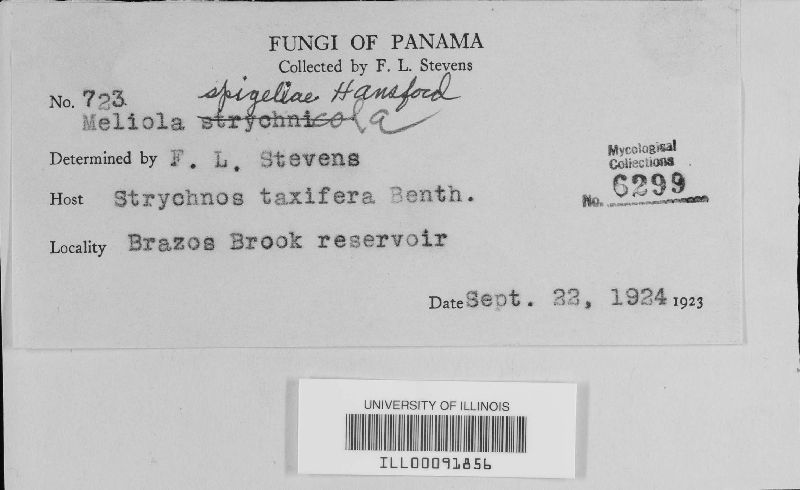 FUNGI OF PANAMA
Collected by F. L. Stevens
No. 723. spigeliae Hansford
Meliola strychnicola
Determined by F. L. Stevens
Host Strychnos taxifera Benth.
Locality Brazos Brook reservoir
Mycological
Collections
No. 6299
Date Sept. 22, 1924 1923
UNIVERSITY OF ILLINOIS
ILL00091856